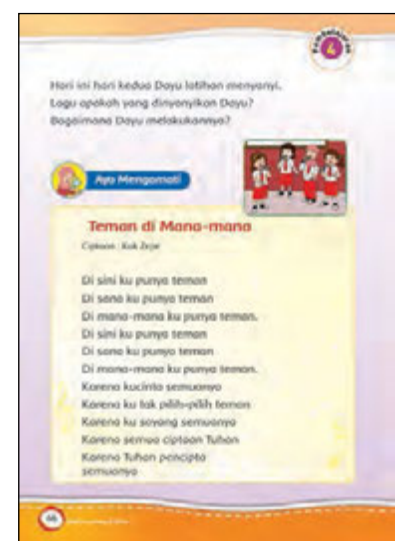 Pembelajaran
4
Hari ini hari kedua Dayu latihan menyanyi.
Lagu apakah yang dinyanyikan Dayu?
Bagaimana Dayu melakukannya?
Ayo Mengamati
Teman di Mana-mana
Ciptaan : Kak Zepe
Di sini ku punya teman
Di sana ku punya teman
Di mana-mana ku punya teman.
Di sini ku punya teman
Di sana ku punya teman
Di mana-mana ku punya teman.
Karena kucinta semuanya
Karena ku tak pilih-pilih teman
Karena ku sayang semuanya
Karena semua ciptaan Tuhan
Karena Tuhan pencipta
semuanya